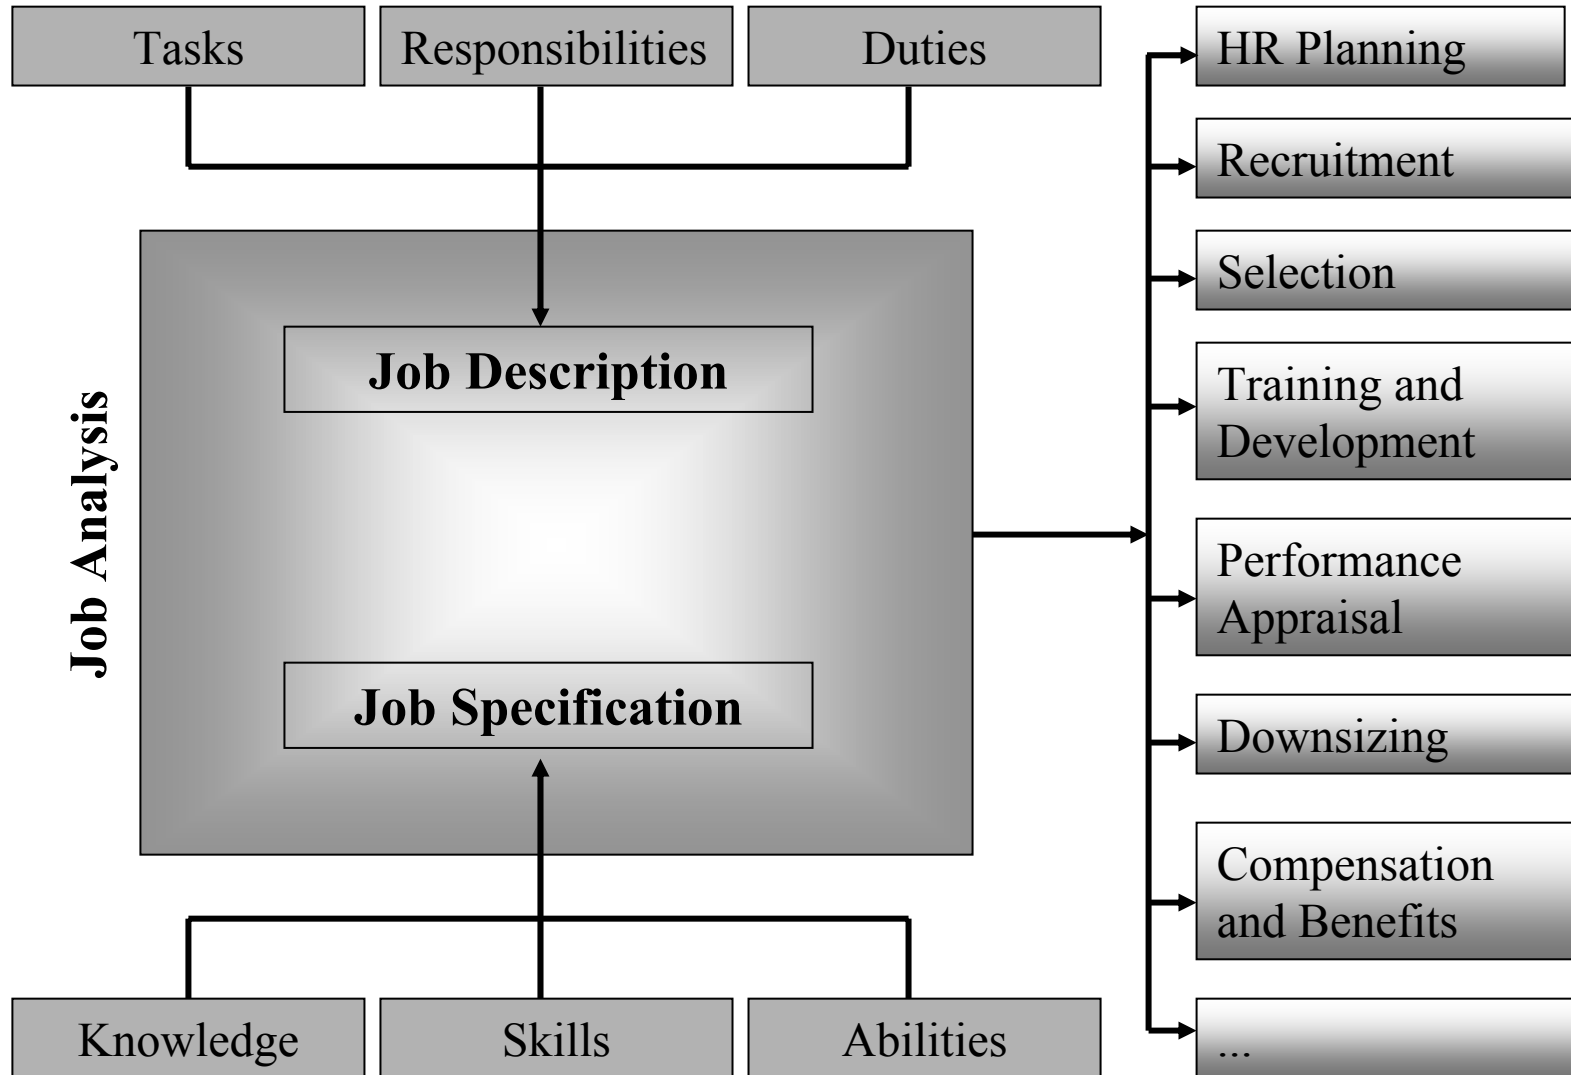 Tasks
Responsibilities
Duties
HR Planning
Recruitment
Selection
Job Description
Training and
Development
Job Analysis
Performance
Appraisal
Job Specification
Downsizing
Compensation
and Benefits
Knowledge
Skills
Abilities
...